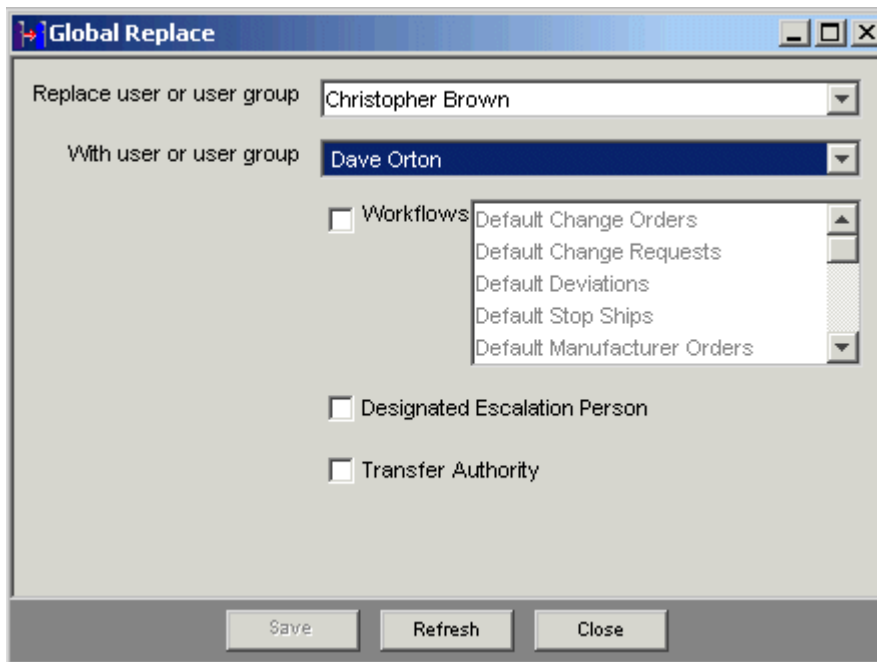 Global Replace
Replace user or user group Christopher Brown
With user or user group Dave Orton
Workflows
Default Change Orders
Default Change Requests
Default Deviations
Default Stop Ships
Default Manufacturer Orders
Designated Escalation Person
Transfer Authority
Save Refresh Close